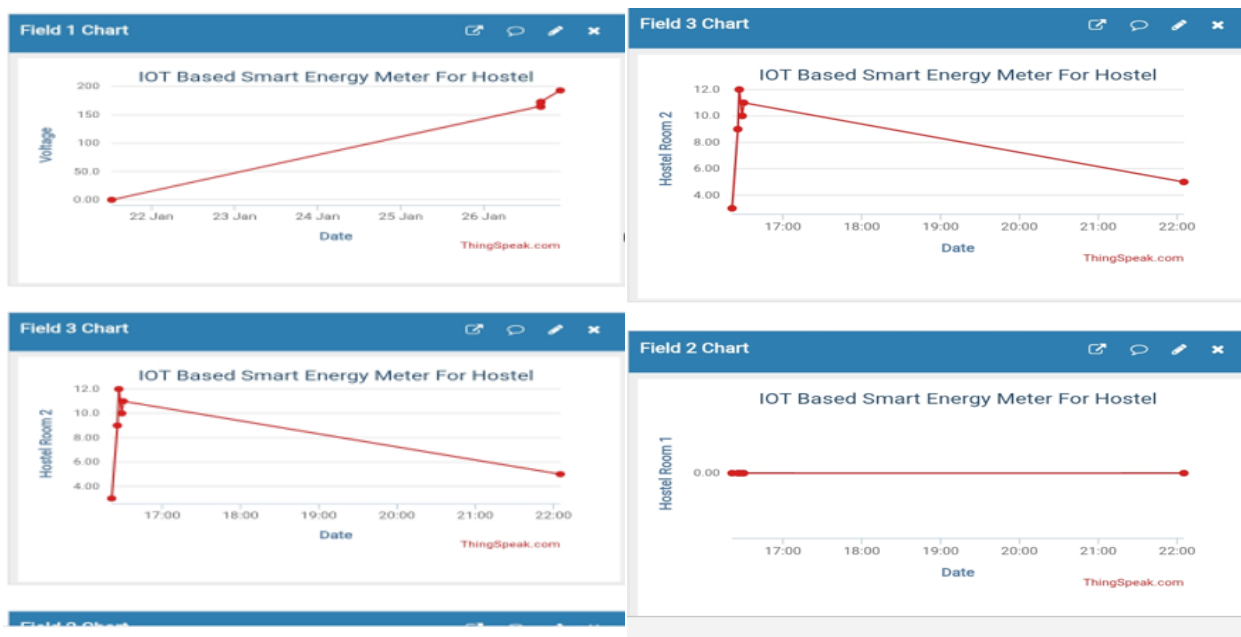 Field 1 Chart
IOT Based Smart Energy Meter For Hostel
Voltage
200
150
100
50.0
0.00
22 Jan 23 Jan 24 Jan 25 Jan 26 Jan
Date
ThingSpeak.com
Field 3 Chart
IOT Based Smart Energy Meter For Hostel
Hostel Room 2
12.0
10.0
8.00
6.00
4.00
17:00 18:00 19:00 20:00 21:00 22:00
Date
ThingSpeak.com
Field 3 Chart
IOT Based Smart Energy Meter For Hostel
Hostel Room 2
12.0
10.0
8.00
6.00
4.00
17:00 18:00 19:00 20:00 21:00 22:00
Date
ThingSpeak.com
Field 2 Chart
IOT Based Smart Energy Meter For Hostel
Hostel Room 1
0.00
17:00 18:00 19:00 20:00 21:00 22:00
Date
ThingSpeak.com